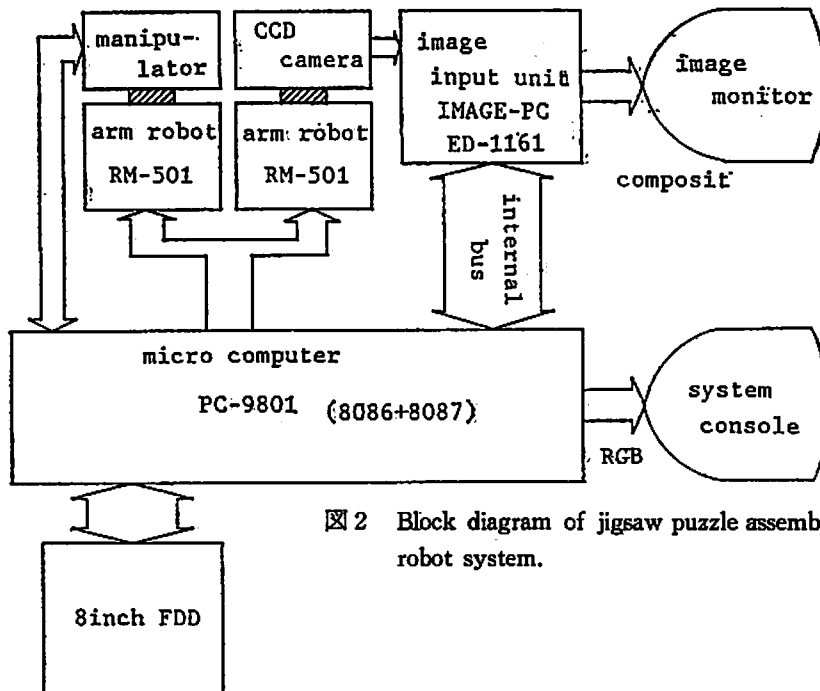 manipu-
lator
CCD
camera
image
input unit
IMAGE-PC
ED-1161
image
monitor
arm robot
RM-501
arm robot
RM-501
composit
internal
bus
micro computer
PC-9801 (8086+8087)
system
console
RGB
図2 Block diagram of jigsaw puzzle assemb
robot system.
8inch FDD